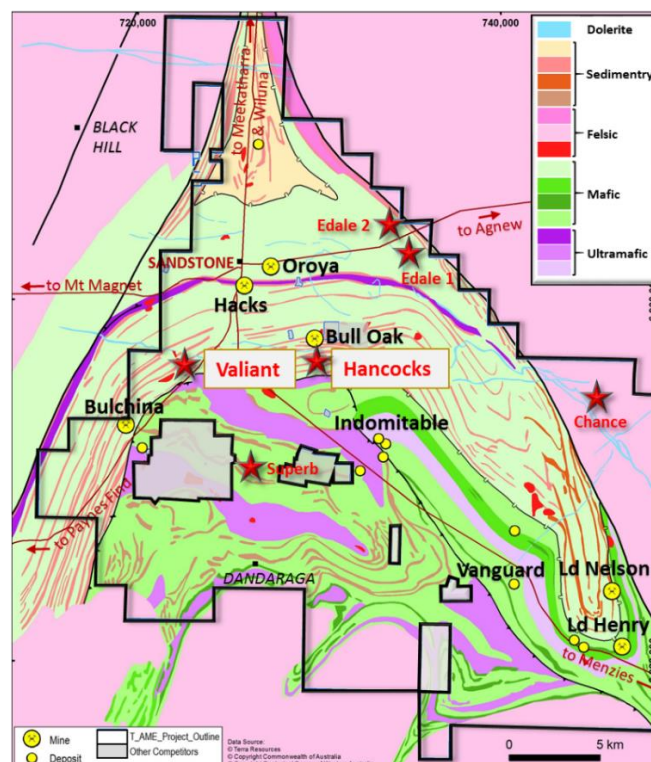 720,000
740,000
Dolerite
Sedimentry
Felsic
Mafic
Ultramafic
to Meekatharra
& Wiluna
BLACK
HILL
Edale 2
to Agnew
SANDSTONE
Oroya
Edale 1
to Mt Magnet
Hacks
Bull Oak
Valiant
Hancocks
Chance
Bulchina
Indomitable
Superb
to Paynes Find
DANDARAGA
Vanguard
Ld Nelson
Ld Henry
to Menzies
Mine
Deposit
T_AME_Project_Outline
Other Competitors
Data Source:
© Terra Resources
© Copyright Commonwealth of Australia
0
5 km